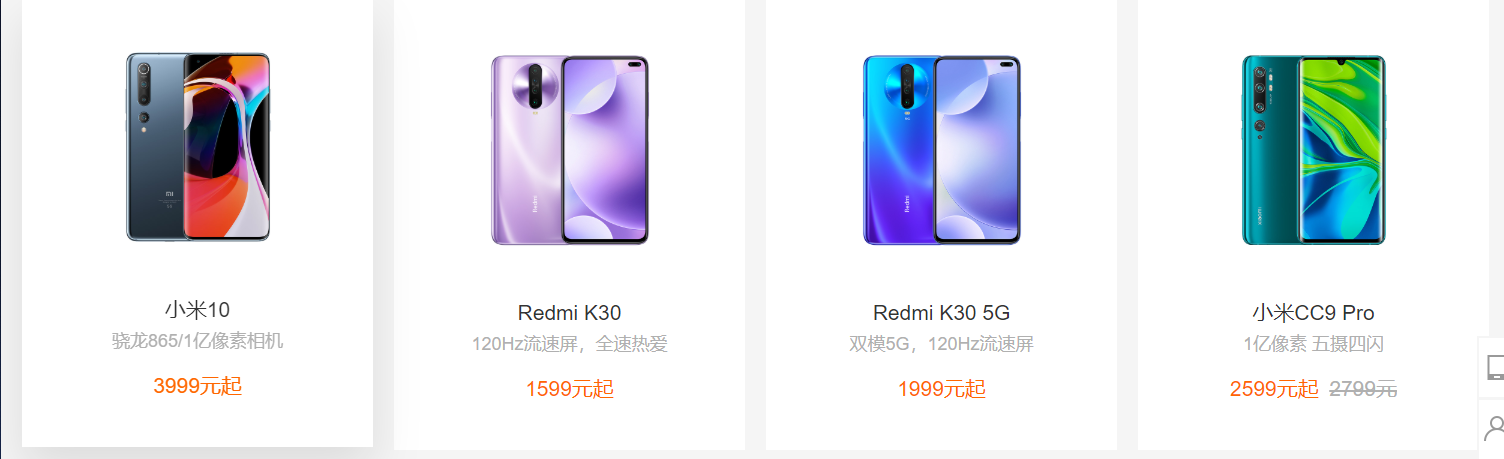 小米10
骁龙865/1亿像素相机
3999元起
Redmi K30
120Hz流速屏，全速热爱
1599元起
Redmi K30 5G
双模5G，120Hz流速屏
1999元起
小米CC9 Pro
1亿像素 五摄四闪
2599元起 2799元